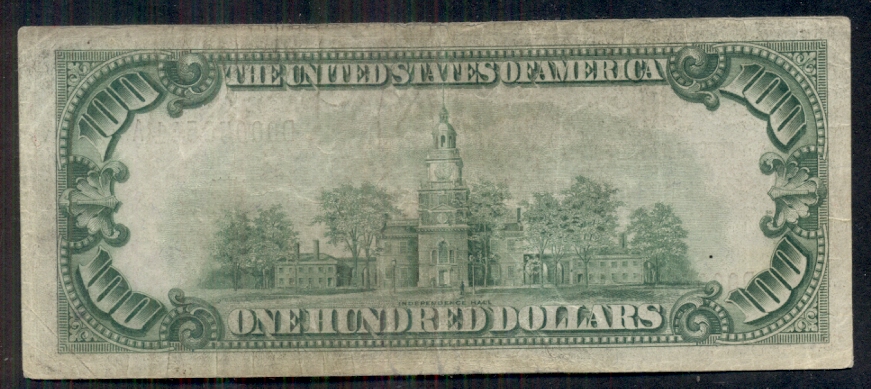 100 THE UNITED STATES OF AMERICA 100
INDEPENDENCE HALL
100 ONE HUNDRED DOLLARS 100